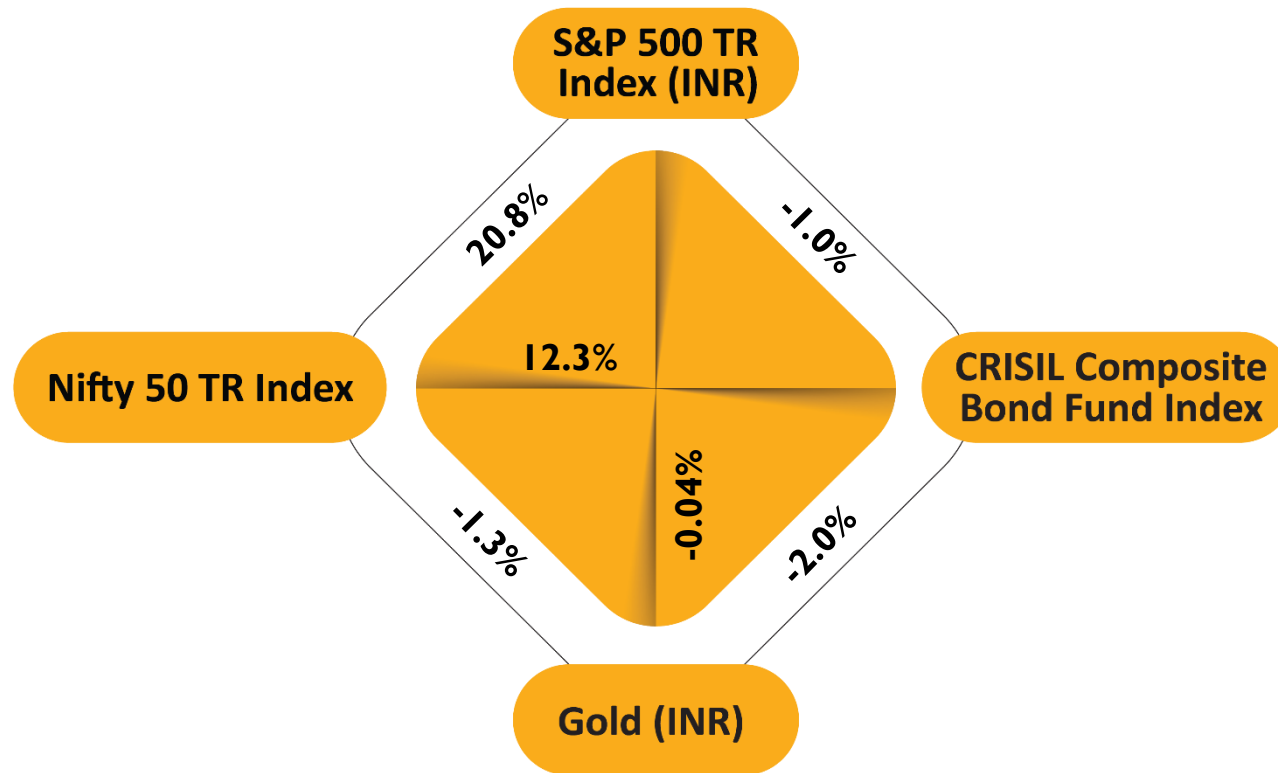 S&P 500 TR
Index (INR)
20.8%
-1.0%
12.3%
Nifty 50 TR Index
CRISIL Composite
Bond Fund Index
-0.04%
-1.3%
-2.0%
Gold (INR)